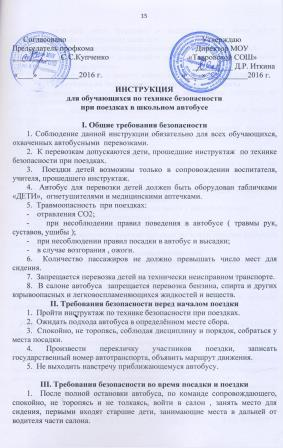 15
Согласовано Утверждаю
Председатель профкома Директор МОУ
С.С.Купченко «Тавровской СОШ»
Д.Р. Иткина
2016 г. 2016 г.
ИНСТРУКЦИЯ
для обучающихся по технике безопасности
при поездках в школьном автобусе
I. Общие требования безопасности
1. Соблюдение данной инструкции обязательно для всех обучающихся,
охваченных автобусными перевозками.
2. К перевозкам допускаются дети, прошедшие инструктаж по технике
безопасности при поездках.
3. Поездки детей возможны только в сопровождении воспитателя,
учителя, прошедшего инструктаж.
4. Автобус для перевозки детей должен быть оборудован табличками
«ДЕТИ», огнетушителями и медицинскими аптечками.
5. Травмоопасность при поездках:
- отравления СО2;
- при несоблюдении правил поведения в автобусе ( травмы рук,
суставов, ушибы );
- при несоблюдении правил посадки в автобус и высадки;
- в случае возгорания , ожоги.
6. Количество пассажиров не должно превышать число мест для
сидения.
7. Запрещается перевозка детей на технически неисправном транспорте.
8. В салоне автобуса запрещается перевозка бензина, спирта и других
взрывоопасных и легковоспламеняющихся жидкостей и веществ.
II. Требования безопасности перед началом поездки
1. Пройти инструктаж по технике безопасности при поездках.
2. Ожидать подхода автобуса в определённом месте сбора.
3. Спокойно, не торопясь, соблюдая дисциплину и порядок, собраться у
места посадки.
4. Произвести перекличку участников поездки, записать
государственный номер автотранспорта, объявить маршрут движения.
5. Не выходить навстречу приближающемуся автобусу.
III. Требования безопасности во время посадки и поездки
1. После полной остановки автобуса, по команде сопровождающего,
спокойно, не торопясь и не толкаясь, войти в салон , занять место для
сидения, первыми входят старшие дети, занимающие места в дальней от
водителя части салона.